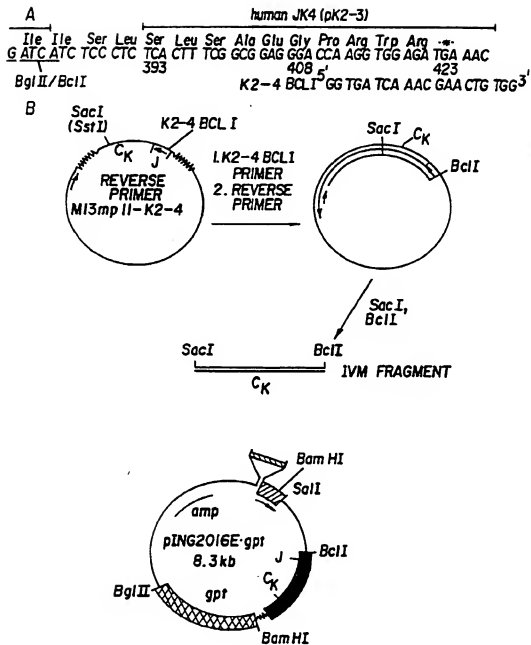 A
human JK4 (pK2-3)
Ile Ile Ser Leu Ser Leu Ser Ala Glu Gly Pro Arg Trp Arg -*-
G ATC A TC TCC CTC TCA CTT TCG GCG GAG GGA CCA AGG TGG AGA TGA AAC
393 408 423
BglII/BclI
K2-4 BCLI 5' GG TGA TCA AAC GAA CTG TGG 3'
B
SacI
(SstI)
K2-4 BCL I
CK
J
REVERSE
PRIMER
M13mp 11-K2-4
1. K2-4 BCLI
PRIMER
2. REVERSE
PRIMER
SacI
CK
BclI
SacI,
BclI
SacI
BclI
CK
IVM FRAGMENT
BamHI
SalI
amp
pING2016E·gpt
8.3kb
gpt
J
BclI
CK
BglII
BamHI